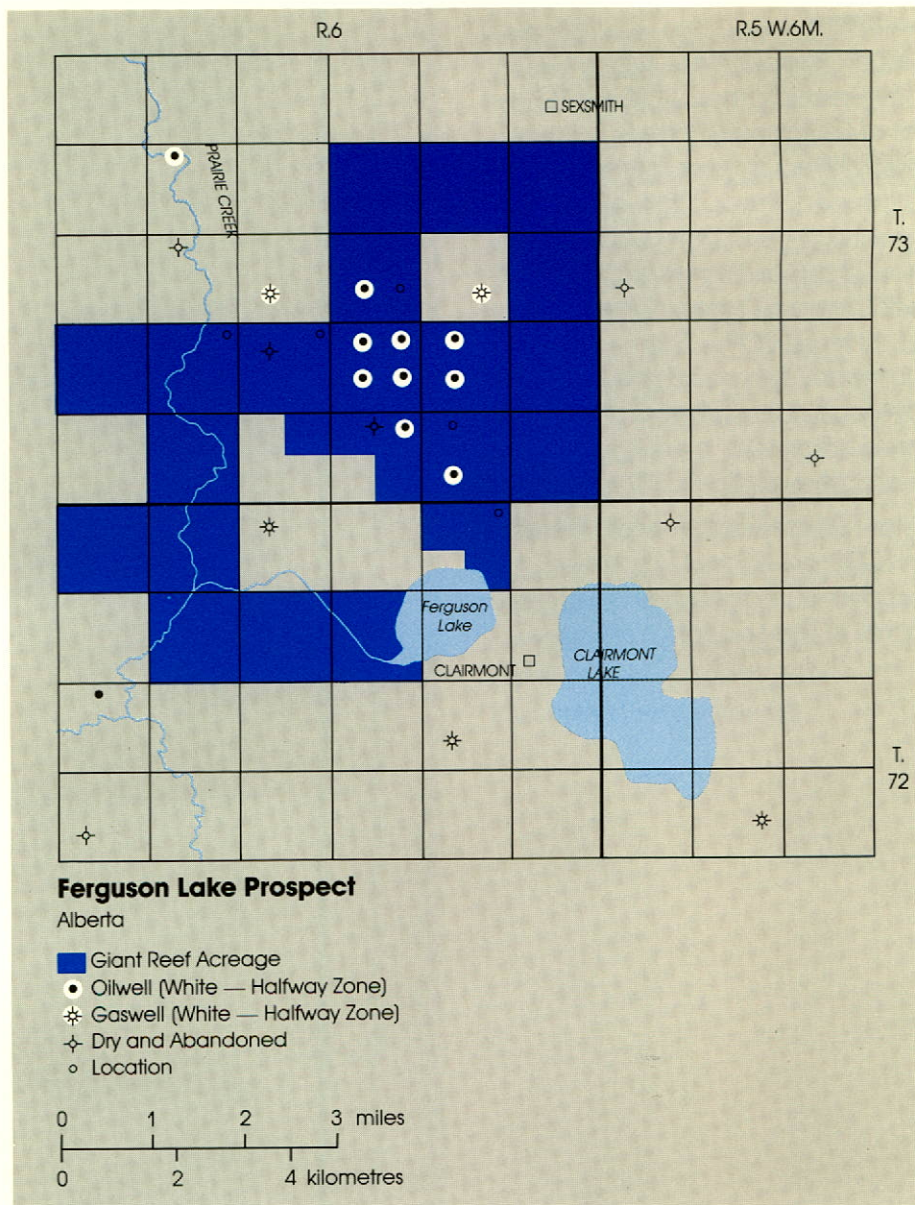 R.6 R.5 W.6M.
SEXSMITH
PRAIRIE CREEK
T.
73
Ferguson
Lake
CLAIRMONT
CLAIRMONT
LAKE
T.
72
Ferguson Lake Prospect
Alberta
Giant Reef Acreage
Oilwell (White — Halfway Zone)
Gaswell (White — Halfway Zone)
Dry and Abandoned
Location
0 1 2 3 miles
0 2 4 kilometres